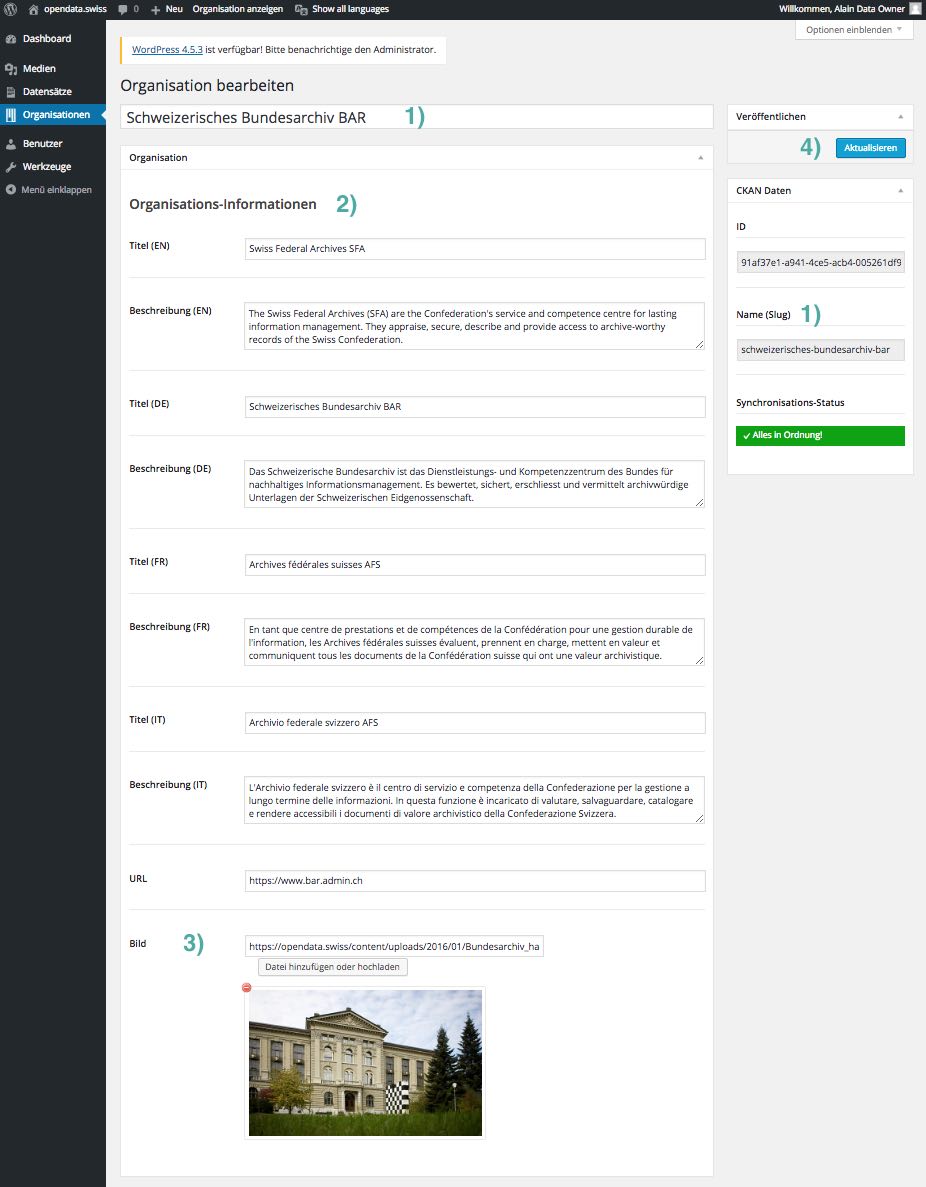 opendata.swiss 0 + Neu Organisation anzeigen Show all languages Willkommen, Alain Data Owner
Optionen einblenden
Dashboard
Medien
Datensätze
Organisationen
Benutzer
Werkzeuge
Menü einklappen
WordPress 4.5.3 ist verfügbar! Bitte benachrichtige den Administrator.
Organisation bearbeiten
Schweizerisches Bundesarchiv BAR 1)
Organisation
Organisations-Informationen 2)
Titel (EN) Swiss Federal Archives SFA
Beschreibung (EN)
The Swiss Federal Archives (SFA) are the Confederation's service and competence centre for lasting
information management. They appraise, secure, describe and provide access to archive-worthy
records of the Swiss Confederation.
Titel (DE) Schweizerisches Bundesarchiv BAR
Beschreibung (DE)
Das Schweizerische Bundesarchiv ist das Dienstleistungs- und Kompetenzzentrum des Bundes für
nachhaltiges Informationsmanagement. Es bewertet, sichert, erschliesst und vermittelt archivwürdige
Unterlagen der Schweizerischen Eidgenossenschaft.
Titel (FR) Archives fédérales suisses AFS
Beschreibung (FR)
En tant que centre de prestations et de compétences de la Confédération pour une gestion durable de
l'information, les Archives fédérales suisses évaluent, prennent en charge, mettent en valeur et
communiquent tous les documents de la Confédération suisse qui ont une valeur archivistique.
Titel (IT) Archivio federale svizzero AFS
Beschreibung (IT)
L'Archivio federale svizzero è il centro di servizio e competenza della Confederazione per la gestione a
lungo termine delle informazioni. In questa funzione è incaricato di valutare, salvaguardare, catalogare
e rendere accessibili i documenti di valore archivistico della Confederazione Svizzera.
URL https://www.bar.admin.ch
Bild 3) https://opendata.swiss/content/uploads/2016/01/Bundesarchiv_ha
Datei hinzufügen oder hochladen
Veröffentlichen
4) Aktualisieren
CKAN Daten
ID
91af37e1-a941-4ce5-acb4-005261df9
Name (Slug) 1)
schweizerisches-bundesarchiv-bar
Synchronisations-Status
✓ Alles in Ordnung!